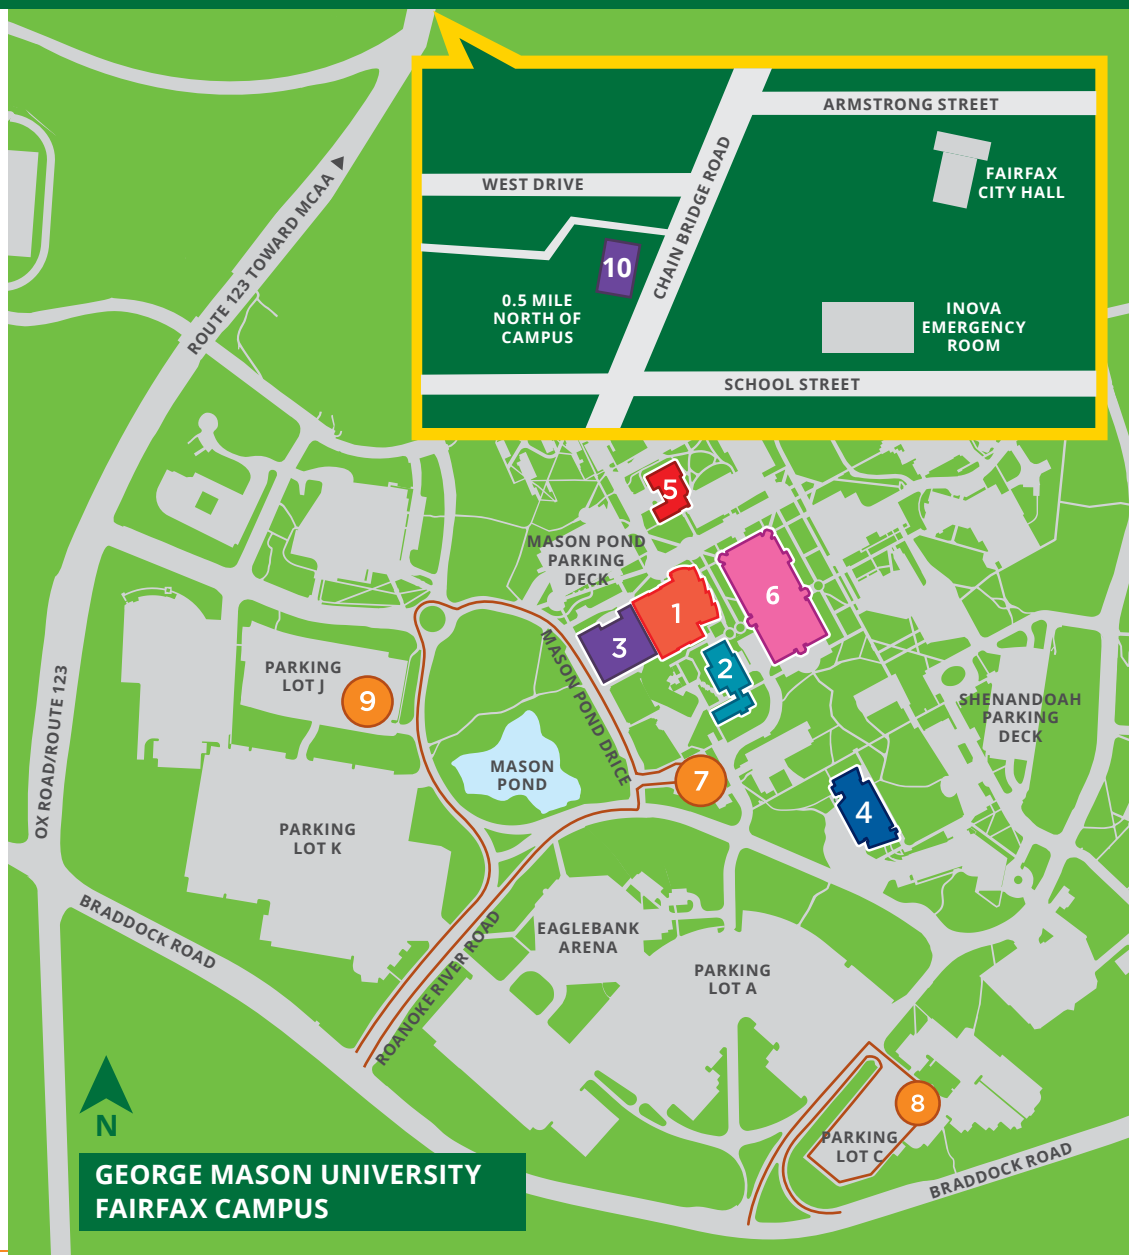 ARMSTRONG STREET
FAIRFAX
CITY HALL
WEST DRIVE
CHAIN BRIDGE ROAD
10
0.5 MILE
NORTH OF
CAMPUS
INOVA
EMERGENCY
ROOM
SCHOOL STREET
ROUTE 123 TOWARD MCAA
5
MASON POND
PARKING
DECK
6
1
3
2
MASON POND DRICE
PARKING
LOT J
9
SHENANDOAH
PARKING
DECK
OX ROAD/ROUTE 123
MASON
POND
7
4
PARKING
LOT K
BRADDOCK ROAD
EAGLEBANK
ARENA
PARKING
LOT A
ROANOKE RIVER ROAD
8
PARKING
LOT C
BRADDOCK ROAD
N
GEORGE MASON UNIVERSITY
FAIRFAX CAMPUS